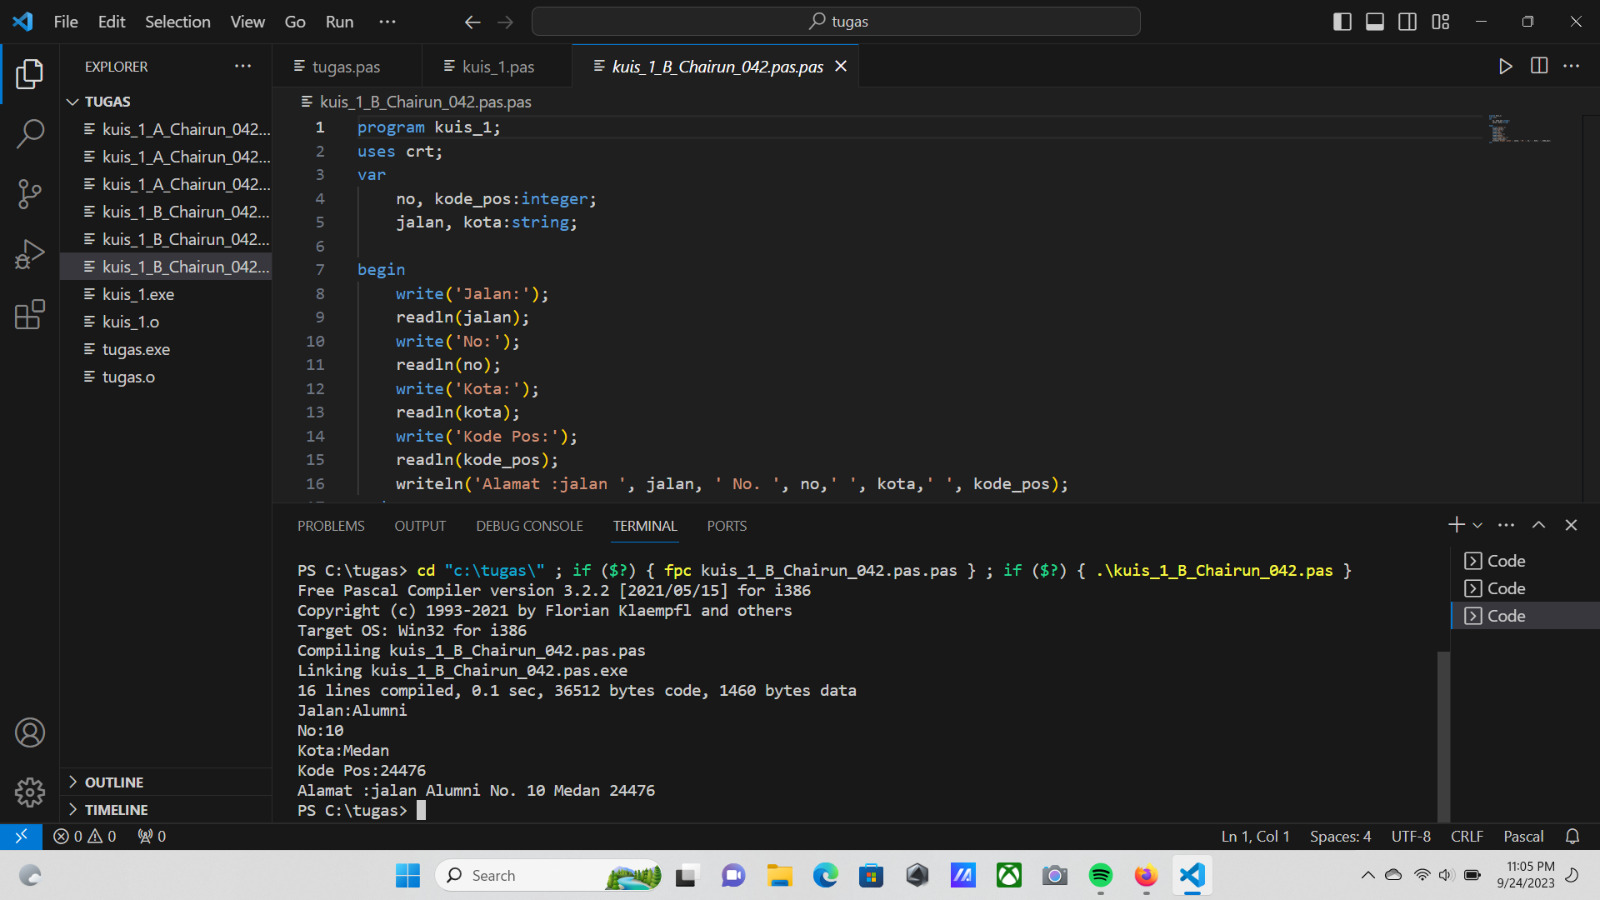 File Edit Selection View Go Run ··· tugas
EXPLORER ···
TUGAS
kuis_1_A_Chairun_042...
kuis_1_A_Chairun_042...
kuis_1_A_Chairun_042...
kuis_1_B_Chairun_042...
kuis_1_B_Chairun_042...
kuis_1_B_Chairun_042...
kuis_1.exe
kuis_1.o
tugas.exe
tugas.o
OUTLINE
TIMELINE
tugas.pas kuis_1.pas kuis_1_B_Chairun_042.pas.pas
kuis_1_B_Chairun_042.pas.pas
1 program kuis_1;
2 uses crt;
3 var
4 no, kode_pos:integer;
5 jalan, kota:string;
6
7 begin
8 write('Jalan:');
9 readln(jalan);
10 write('No:');
11 readln(no);
12 write('Kota:');
13 readln(kota);
14 write('Kode Pos:');
15 readln(kode_pos);
16 writeln('Alamat :jalan ', jalan, ' No. ', no,' ', kota,' ', kode_pos);
PROBLEMS OUTPUT DEBUG CONSOLE TERMINAL PORTS
PS C:\tugas> cd "c:\tugas\" ; if ($?) { fpc kuis_1_B_Chairun_042.pas.pas } ; if ($?) { .\kuis_1_B_Chairun_042.pas }
Free Pascal Compiler version 3.2.2 [2021/05/15] for i386
Copyright (c) 1993-2021 by Florian Klaempfl and others
Target OS: Win32 for i386
Compiling kuis_1_B_Chairun_042.pas.pas
Linking kuis_1_B_Chairun_042.pas.exe
16 lines compiled, 0.1 sec, 36512 bytes code, 1460 bytes data
Jalan:Alumni
No:10
Kota:Medan
Kode Pos:24476
Alamat :jalan Alumni No. 10 Medan 24476
PS C:\tugas>
Code
Code
Code
0 0 0 Ln 1, Col 1 Spaces: 4 UTF-8 CRLF Pascal
Search
11:05 PM
9/24/2023